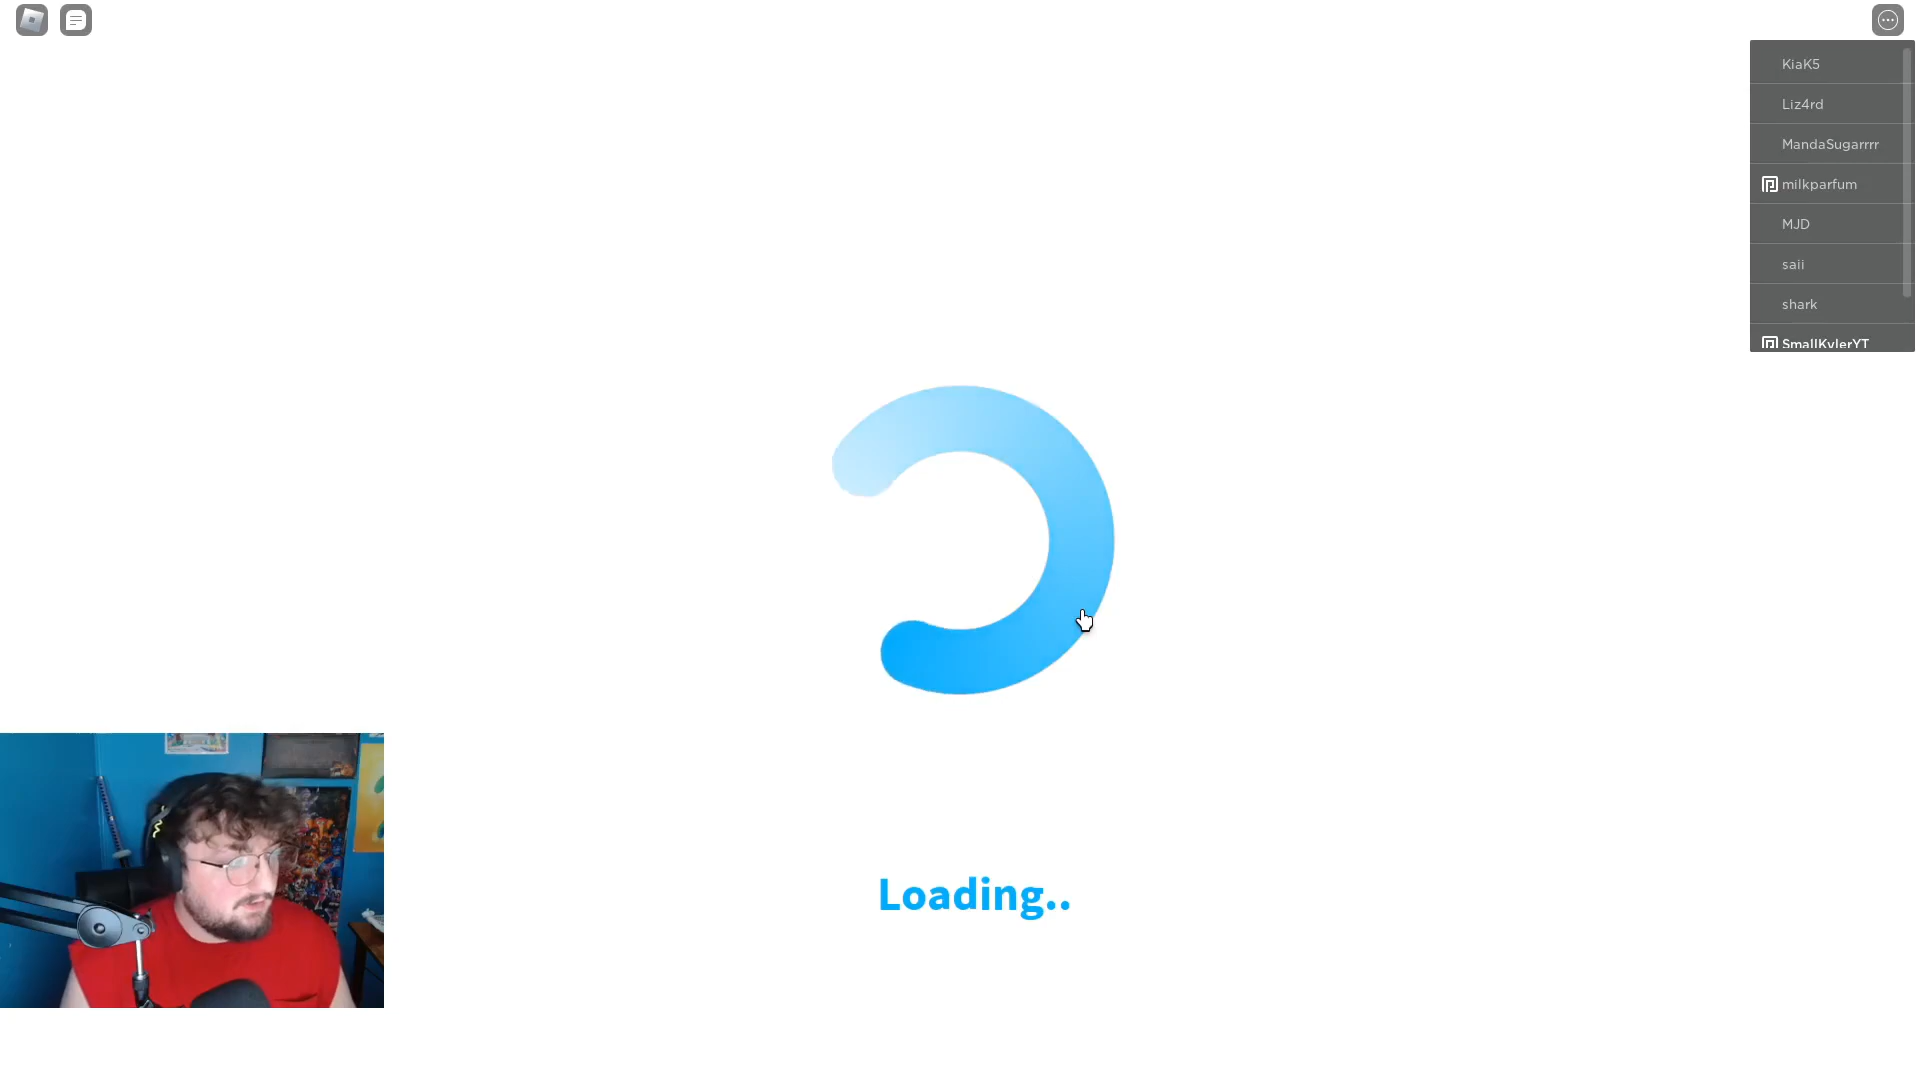 KiaK5
Liz4rd
MandaSugarrrr
milkparfum
MJD
saii
shark
SmallKylerYT
Loading..